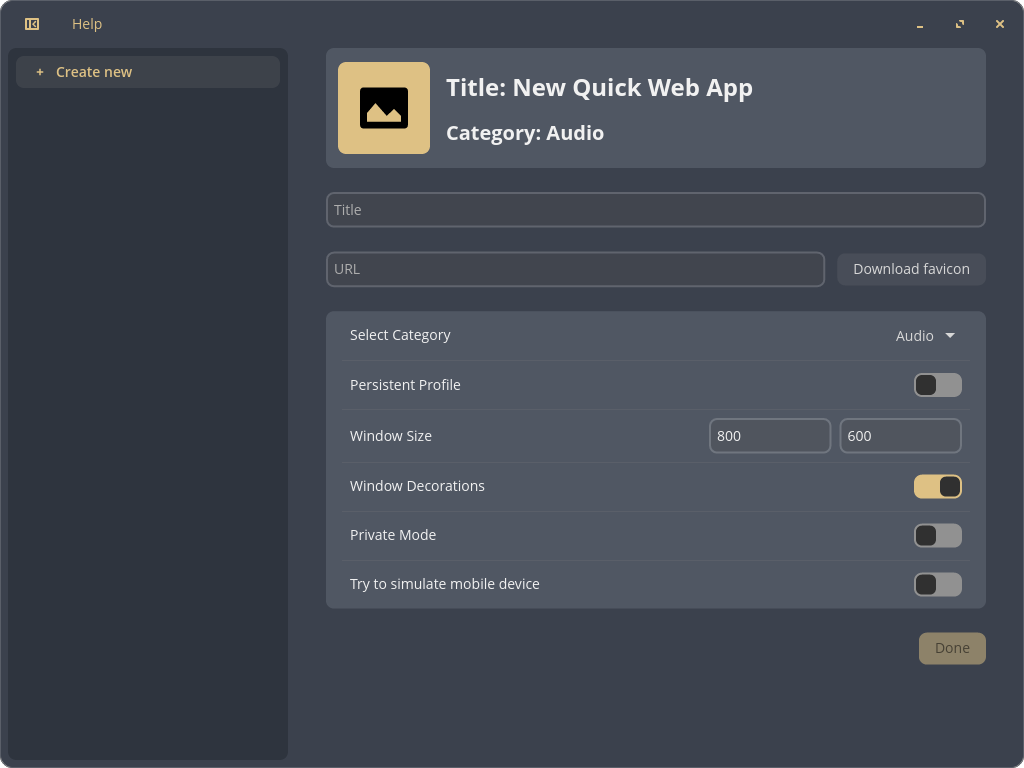 Help
+ Create new
Title: New Quick Web App
Category: Audio
Title
URL
Download favicon
Select Category
Audio
Persistent Profile
Window Size
800
600
Window Decorations
Private Mode
Try to simulate mobile device
Done